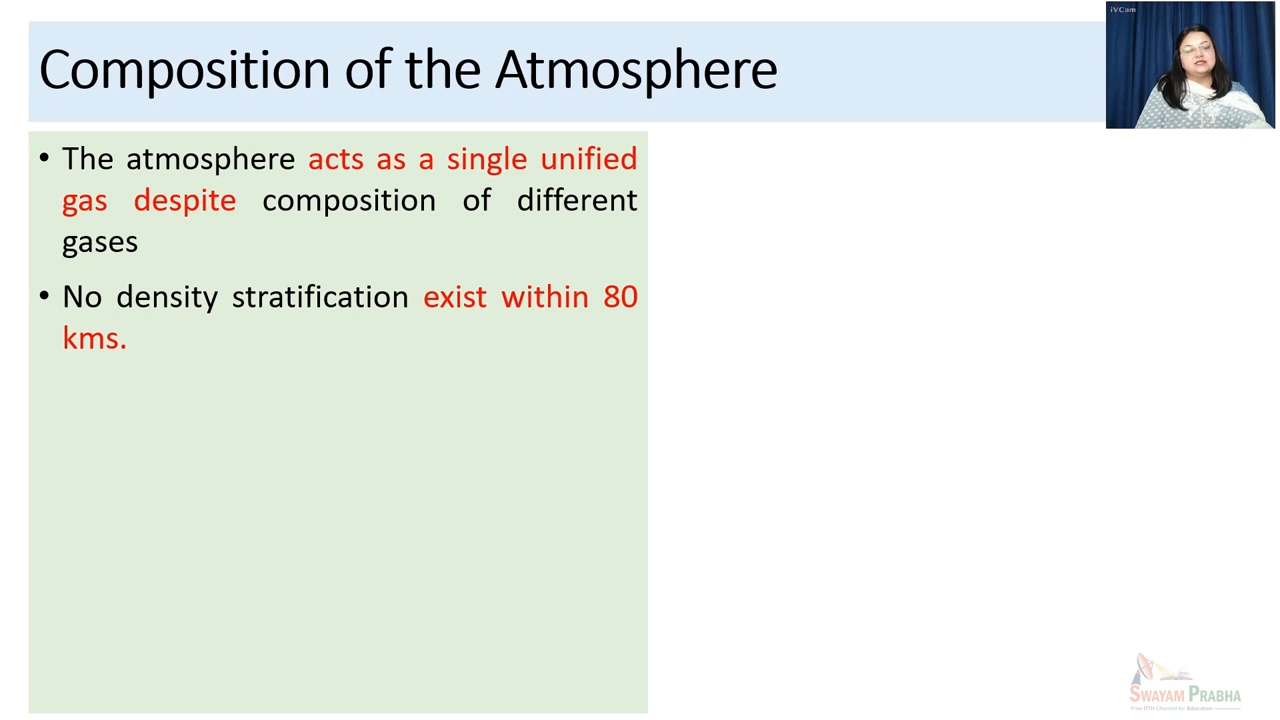 iVCam
Composition of the Atmosphere
• The atmosphere acts as a single unified
gas despite composition of different
gases
• No density stratification exist within 80
kms.
SWAYAM PRABHA
Free DTH Channel for Education